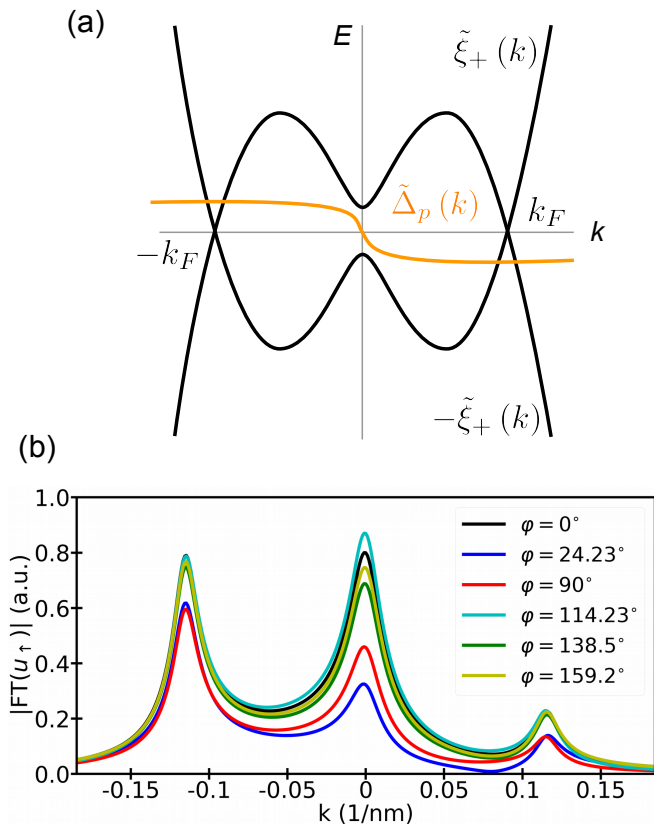 (a)
E
ξ̃₊ (k)
Δ̃ₚ (k)
k_F
−k_F
k
−ξ̃₊ (k)
(b)
|FT(u↑)| (a.u.)
1.0
0.8
0.6
0.4
0.2
0.0
φ = 0°
φ = 24.23°
φ = 90°
φ = 114.23°
φ = 138.5°
φ = 159.2°
-0.15 -0.1 -0.05 0 0.05 0.10 0.15
k (1/nm)